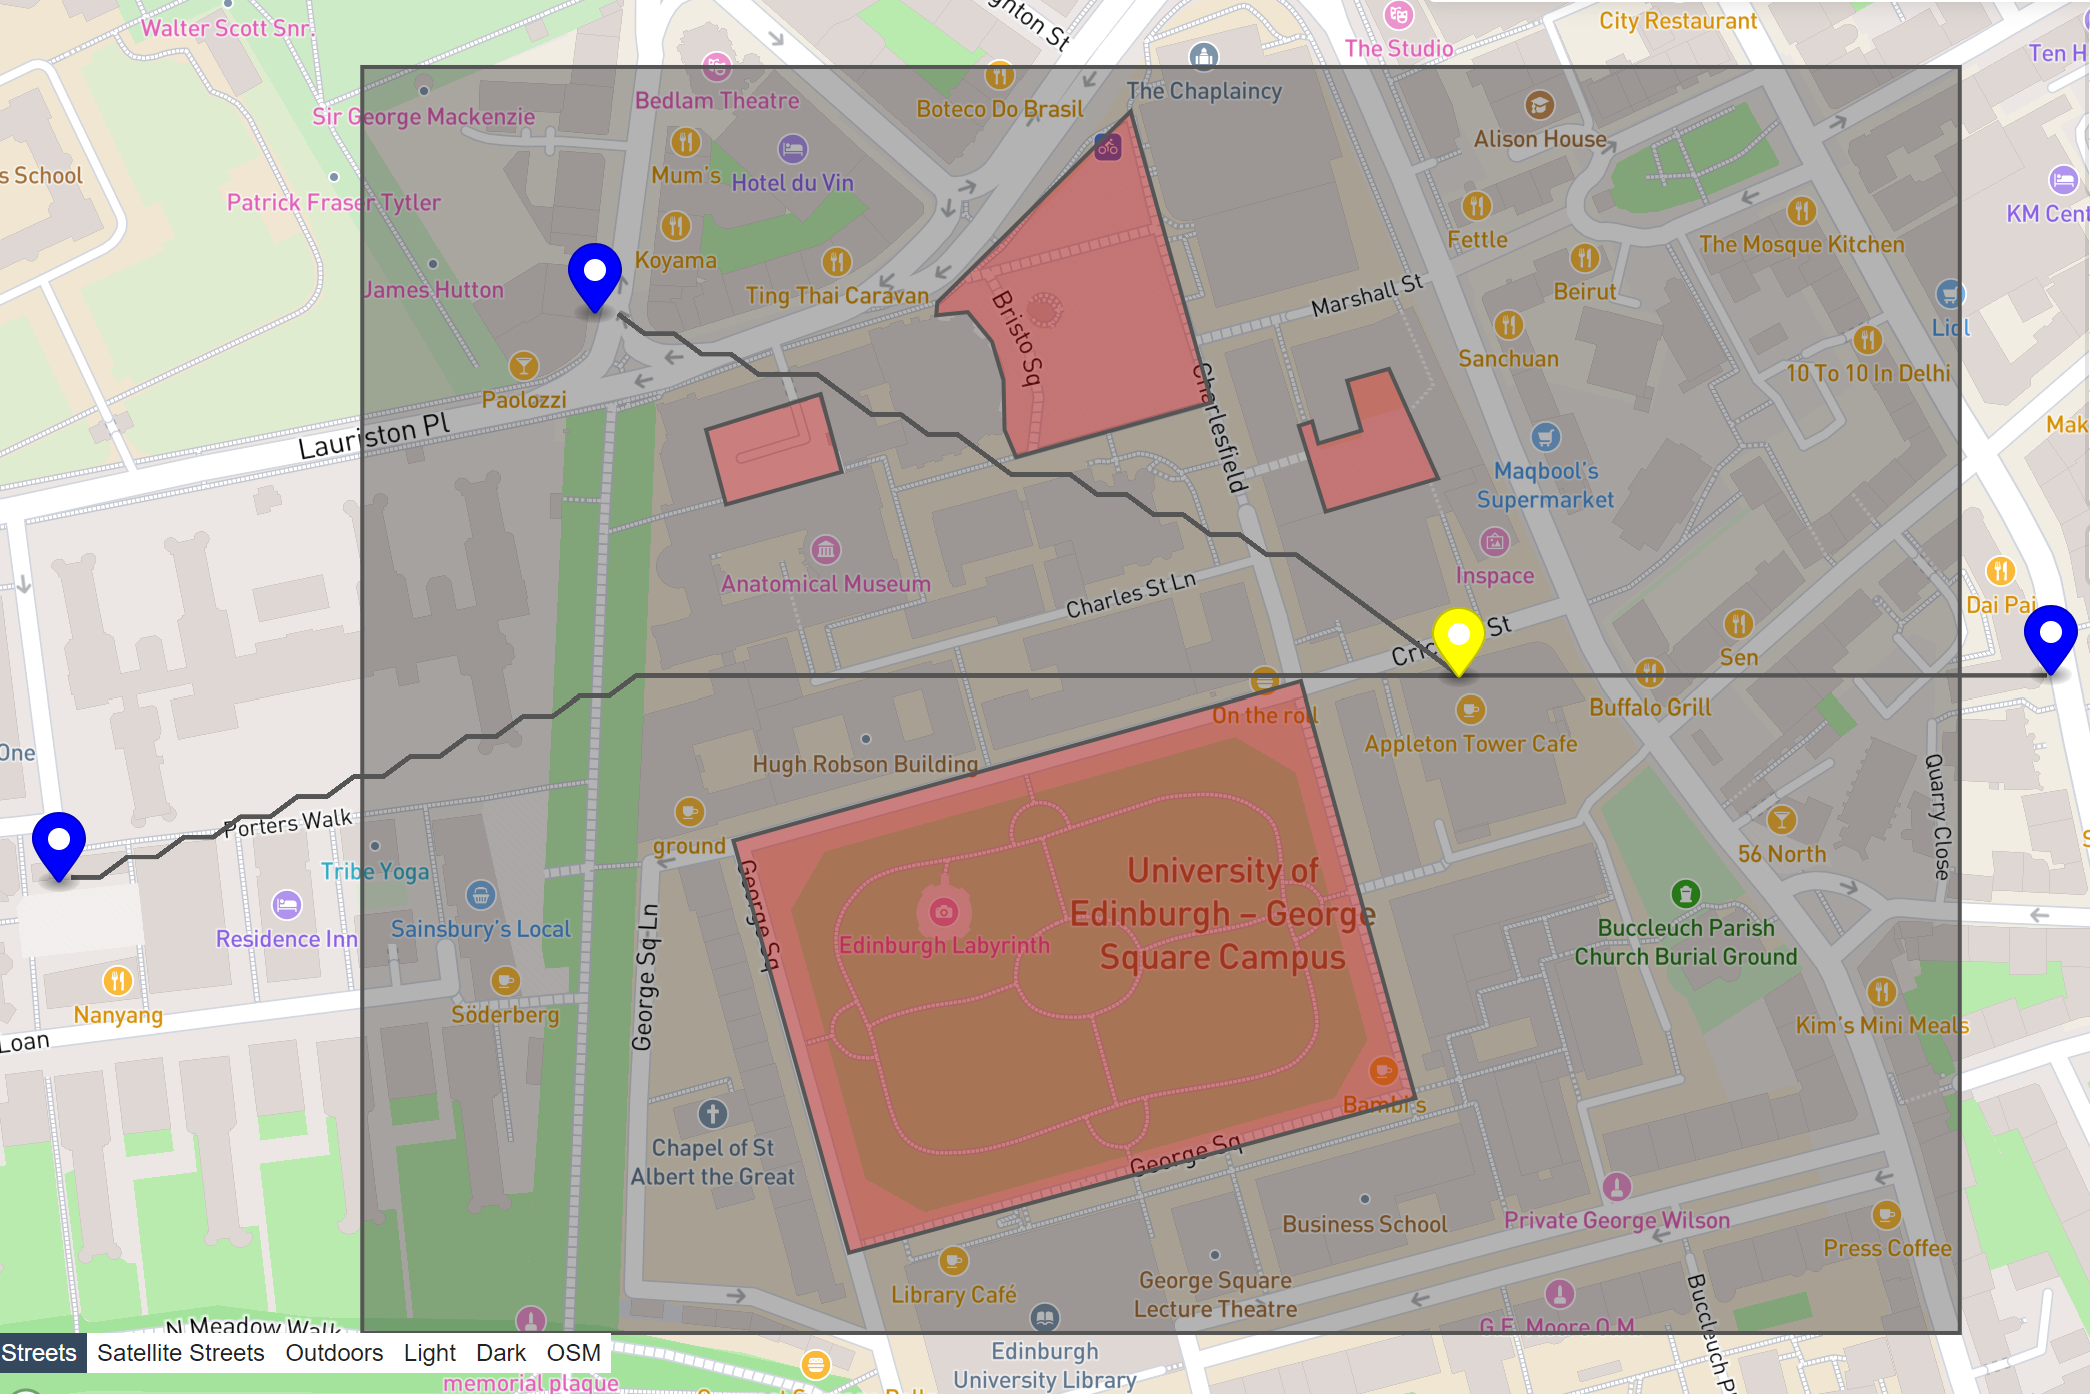 Walter Scott Snr.
City Restaurant
The Studio
Ten H
Bedlam Theatre
Boteco Do Brasil
The Chaplaincy
Sir George Mackenzie
Alison House
s School
Mum's
Hotel du Vin
Patrick Fraser Tytler
KM Cent
Fettle
The Mosque Kitchen
Koyama
James Hutton
Ting Thai Caravan
Marshall St
Beirut
Bristo Sq
Lidl
Sanchuan
10 To 10 In Delhi
Paolozzi
Charlesfield
Lauriston Pl
Mak
Maqbool's
Supermarket
Anatomical Museum
Inspace
Charles St Ln
Dai Pai
St
Sen
Buffalo Grill
On the roll
Appleton Tower Cafe
One
Hugh Robson Building
Quarry Close
Porters Walk
ground
56 North
Tribe Yoga
University of
Edinburgh – George
Square Campus
George Sq
Edinburgh Labyrinth
Sainsbury's Local
Residence Inn
Buccleuch Parish
Church Burial Ground
George Sq Ln
Nanyang
Söderberg
Kim's Mini Meals
Loan
Bambi's
George Sq
Chapel of St
Albert the Great
Business School
Private George Wilson
Press Coffee
Library Café
George Square
Lecture Theatre
Buccleuch Pl
N Meadow Walk
G.E. Moore O.M.
Streets
Satellite Streets
Outdoors
Light
Dark
OSM
Edinburgh
University Library
memorial plaque